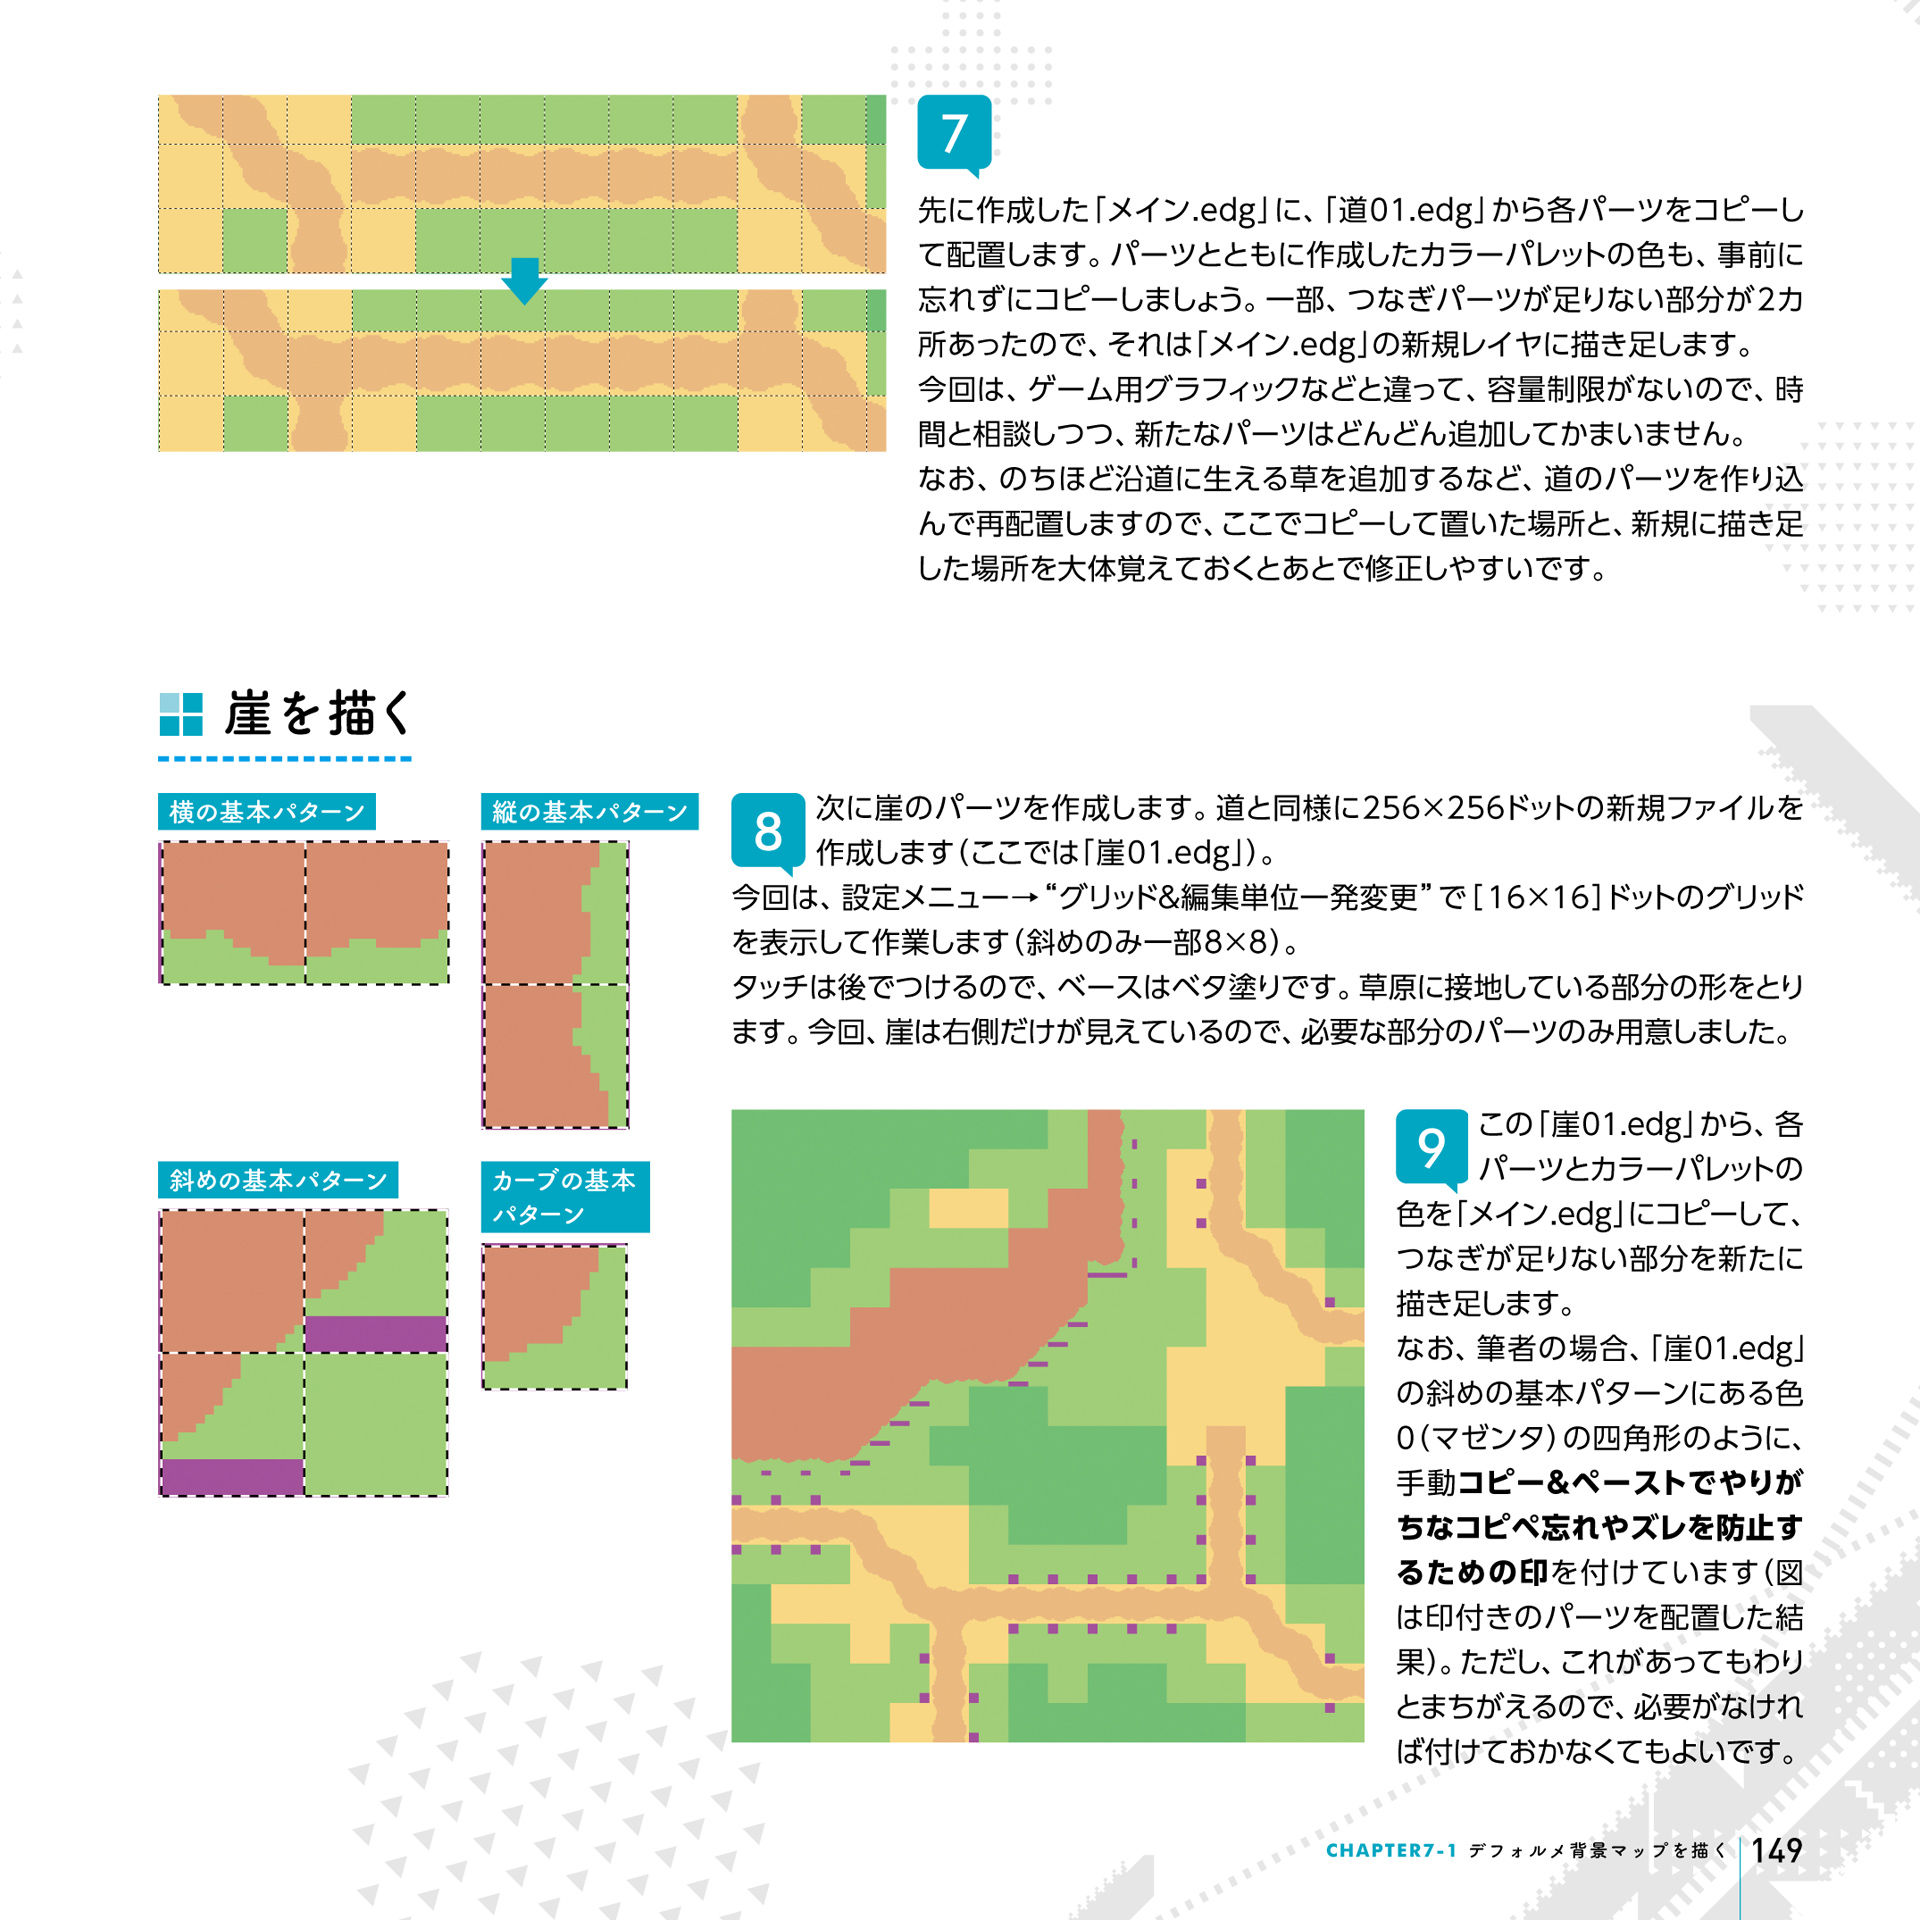 7
先に作成した「メイン.edg」に、「道01.edg」から各パーツをコピーし
て配置します。パーツとともに作成したカラーパレットの色も、事前に
忘れずにコピーしましょう。一部、つなぎパーツが足りない部分が2カ
所あったので、それは「メイン.edg」の新規レイヤに描き足します。
今回は、ゲーム用グラフィックなどと違って、容量制限がないので、時
間と相談しつつ、新たなパーツはどんどん追加してかまいません。
なお、のちほど沿道に生える草を追加するなど、道のパーツを作り込
んで再配置しますので、ここでコピーして置いた場所と、新規に描き足
した場所を大体覚えておくとあとで修正しやすいです。
崖を描く
横の基本パターン
縦の基本パターン
斜めの基本パターン
カーブの基本
パターン
8
次に崖のパーツを作成します。道と同様に256×256ドットの新規ファイルを
作成します（ここでは「崖01.edg」）。
今回は、設定メニュー→“グリッド&編集単位一発変更”で［16×16］ドットのグリッド
を表示して作業します（斜めのみ一部8×8）。
タッチは後でつけるので、ベースはベタ塗りです。草原に接地している部分の形をとり
ます。今回、崖は右側だけが見えているので、必要な部分のパーツのみ用意しました。
9
この「崖01.edg」から、各
パーツとカラーパレットの
色を「メイン.edg」にコピーして、
つなぎが足りない部分を新たに
描き足します。
なお、筆者の場合、「崖01.edg」
の斜めの基本パターンにある色
0（マゼンタ）の四角形のように、
手動コピー&ペーストでやりが
ちなコピペ忘れやズレを防止す
るための印を付けています（図
は印付きのパーツを配置した結
果）。ただし、これがあってもわり
とまちがえるので、必要がなけれ
ば付けておかなくてもよいです。
CHAPTER7-1 デフォルメ背景マップを描く 149